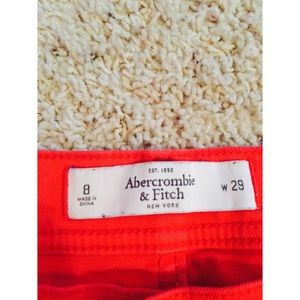 EST. 1892
8
MADE IN
CHINA
Abercrombie
& Fitch
NEW YORK
W 29